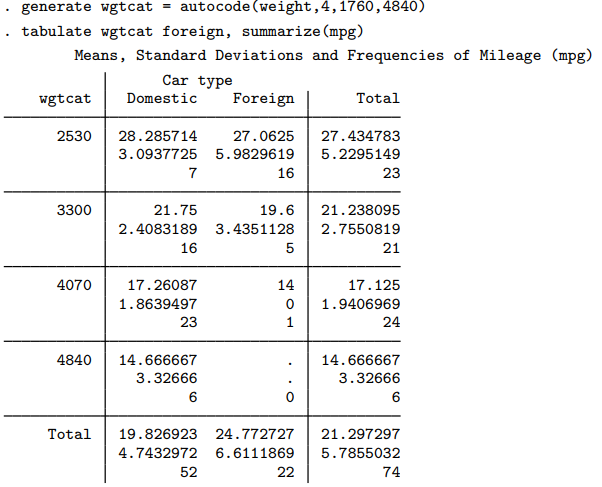 . generate wgtcat = autocode(weight,4,1760,4840)
. tabulate wgtcat foreign, summarize(mpg)
Means, Standard Deviations and Frequencies of Mileage (mpg)
Car type
wgtcat Domestic Foreign Total
2530 28.285714 27.0625 27.434783
3.0937725 5.9829619 5.2295149
7 16 23
3300 21.75 19.6 21.238095
2.4083189 3.4351128 2.7550819
16 5 21
4070 17.26087 14 17.125
1.8639497 0 1.9406969
23 1 24
4840 14.666667 . 14.666667
3.32666 . 3.32666
6 0 6
Total 19.826923 24.772727 21.297297
4.7432972 6.6111869 5.7855032
52 22 74